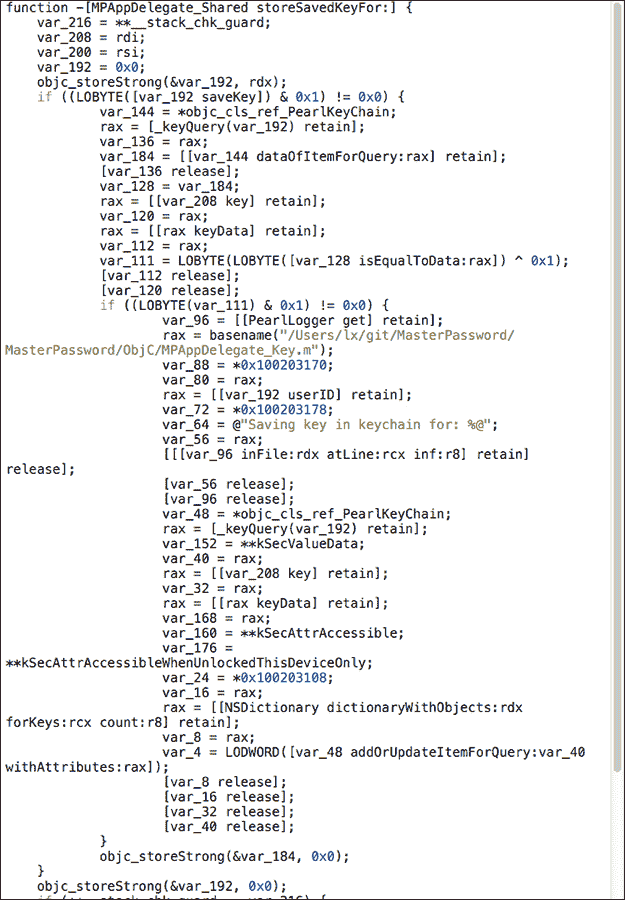 function -[MPAppDelegate_Shared storeSavedKeyFor:] {
    var_216 = **__stack_chk_guard;
    var_208 = rdi;
    var_200 = rsi;
    var_192 = 0x0;
    objc_storeStrong(&var_192, rdx);
    if ((LOBYTE([var_192 saveKey]) & 0x1) != 0x0) {
            var_144 = *objc_cls_ref_PearlKeyChain;
            rax = [_keyQuery(var_192) retain];
            var_136 = rax;
            var_184 = [[var_144 dataOfItemForQuery:rax] retain];
            [var_136 release];
            var_128 = var_184;
            rax = [[var_208 key] retain];
            var_120 = rax;
            rax = [[rax keyData] retain];
            var_112 = rax;
            var_111 = LOBYTE(LOBYTE([var_128 isEqualToData:rax]) ^ 0x1);
            [var_112 release];
            [var_120 release];
            if ((LOBYTE(var_111) & 0x1) != 0x0) {
                    var_96 = [[PearlLogger get] retain];
                    rax = basename("/Users/lx/git/MasterPassword/
MasterPassword/ObjC/MPAppDelegate_Key.m");
                    var_88 = *0x100203170;
                    var_80 = rax;
                    rax = [[var_192 userID] retain];
                    var_72 = *0x100203178;
                    var_64 = @"Saving key in keychain for: %@";
                    var_56 = rax;
                    [[[var_96 inFile:rdx atLine:rcx inf:r8] retain]
release];
                    [var_56 release];
                    [var_96 release];
                    var_48 = *objc_cls_ref_PearlKeyChain;
                    rax = [_keyQuery(var_192) retain];
                    var_152 = **kSecValueData;
                    var_40 = rax;
                    rax = [[var_208 key] retain];
                    var_32 = rax;
                    rax = [[rax keyData] retain];
                    var_168 = rax;
                    var_160 = **kSecAttrAccessible;
                    var_176 =
**kSecAttrAccessibleWhenUnlockedThisDeviceOnly;
                    var_24 = *0x100203108;
                    var_16 = rax;
                    rax = [[NSDictionary dictionaryWithObjects:rdx
forKeys:rcx count:r8] retain];
                    var_8 = rax;
                    var_4 = LODWORD([var_48 addOrUpdateItemForQuery:var_40
withAttributes:rax]);
                    [var_8 release];
                    [var_16 release];
                    [var_32 release];
                    [var_40 release];
            }
            objc_storeStrong(&var_184, 0x0);
    }
    objc_storeStrong(&var_192, 0x0);